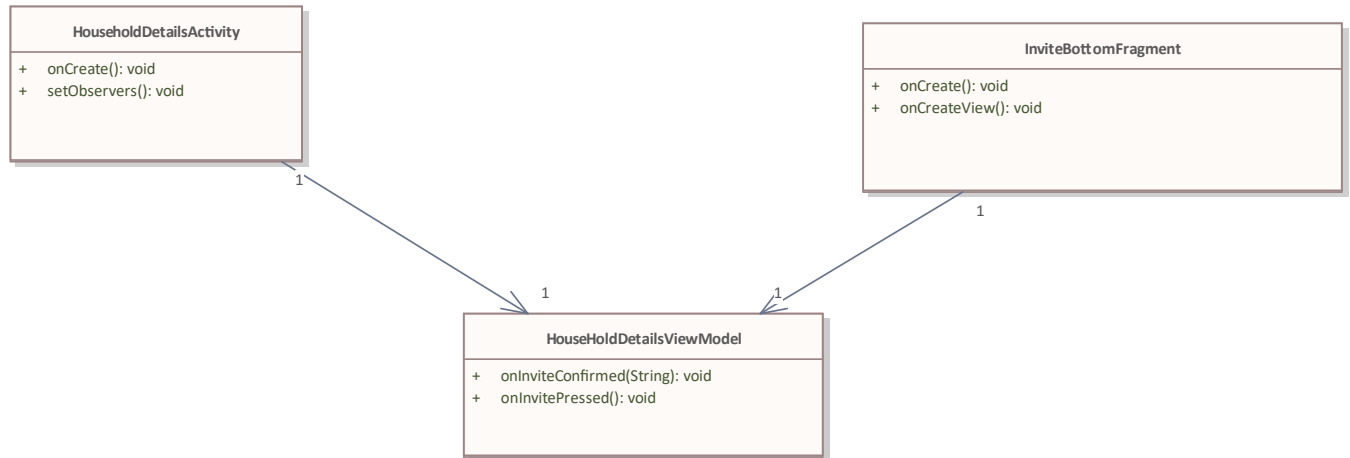 HouseholdDetailsActivity
+ onCreate(): void
+ setObservers(): void
InviteBottomFragment
+ onCreate(): void
+ onCreateView(): void
1
1
1
1
HouseHoldDetailsViewModel
+ onInviteConfirmed(String): void
+ onInvitePressed(): void